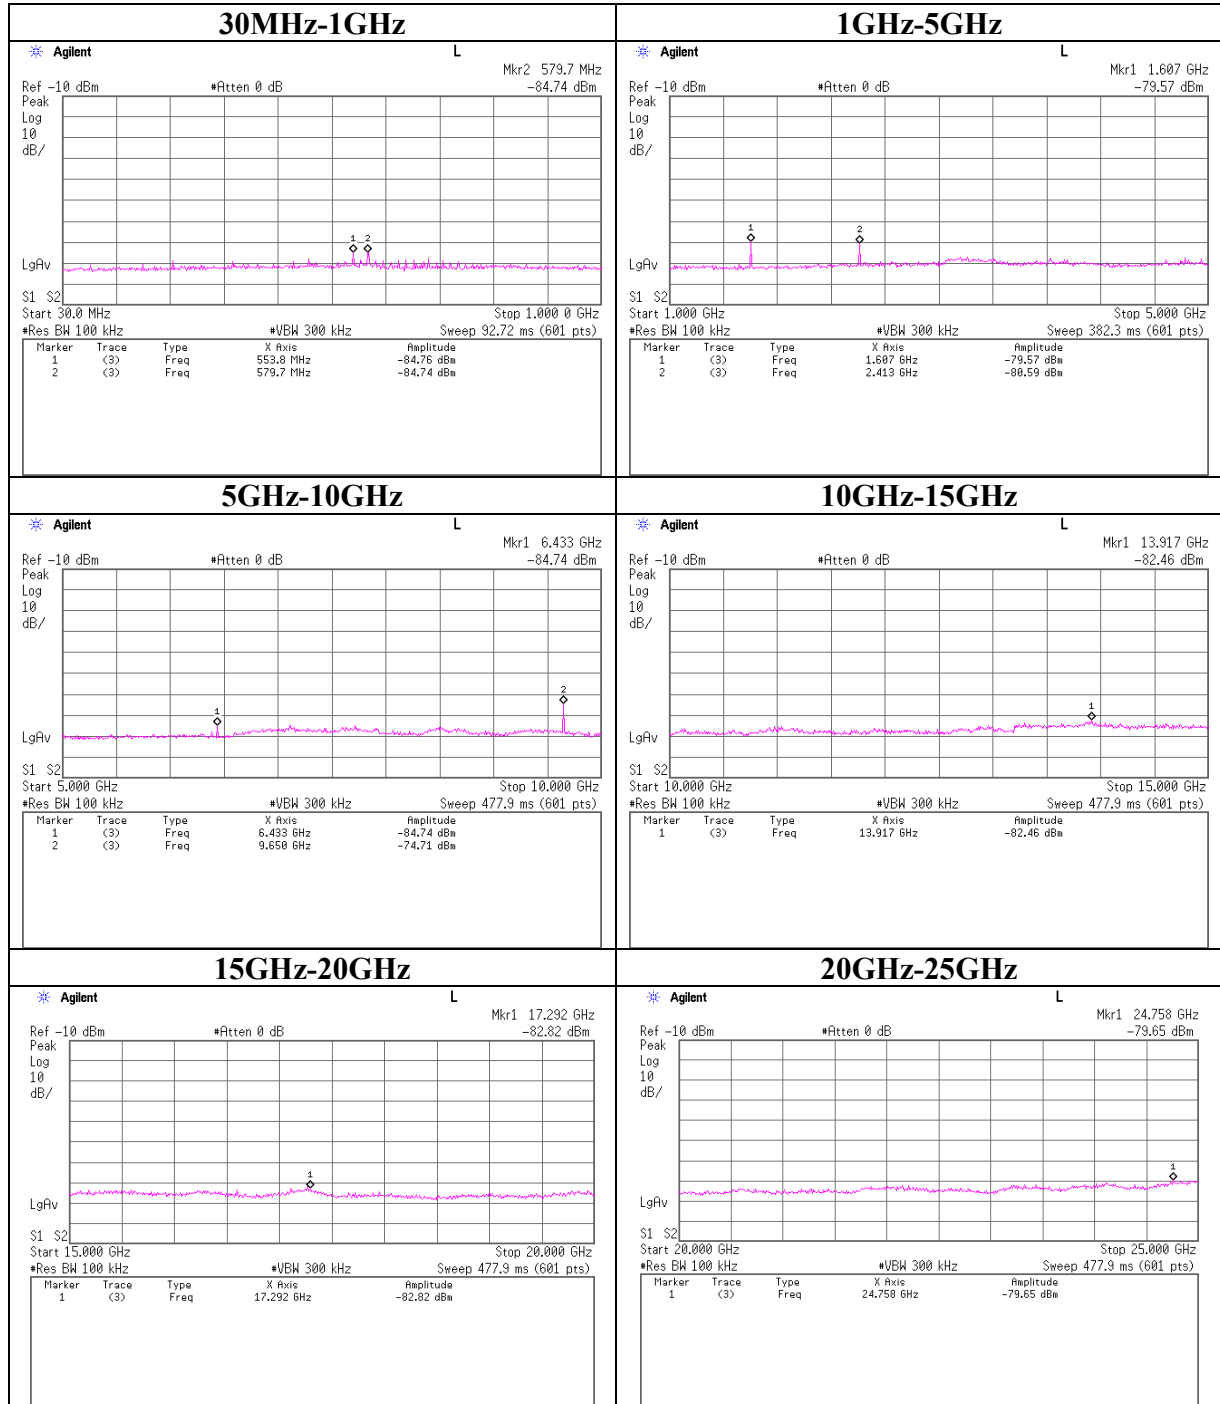 30MHz-1GHz
Agilent L
Mkr2 579.7 MHz
Ref -10 dBm #Atten 0 dB -84.74 dBm
Peak
Log
10
dB/
1 2
LgAv
S1 S2
Start 30.0 MHz Stop 1.000 0 GHz
#Res BW 100 kHz #VBW 300 kHz Sweep 92.72 ms (601 pts)
Marker Trace Type X Axis Amplitude
1 (3) Freq 553.8 MHz -84.76 dBm
2 (3) Freq 579.7 MHz -84.74 dBm
1GHz-5GHz
Agilent L
Mkr1 1.607 GHz
Ref -10 dBm #Atten 0 dB -79.57 dBm
Peak
Log
10
dB/
1 2
LgAv
S1 S2
Start 1.000 GHz Stop 5.000 GHz
#Res BW 100 kHz #VBW 300 kHz Sweep 382.3 ms (601 pts)
Marker Trace Type X Axis Amplitude
1 (3) Freq 1.607 GHz -79.57 dBm
2 (3) Freq 2.413 GHz -80.59 dBm
5GHz-10GHz
Agilent L
Mkr1 6.433 GHz
Ref -10 dBm #Atten 0 dB -84.74 dBm
Peak
Log
10
dB/
2
1
LgAv
S1 S2
Start 5.000 GHz Stop 10.000 GHz
#Res BW 100 kHz #VBW 300 kHz Sweep 477.9 ms (601 pts)
Marker Trace Type X Axis Amplitude
1 (3) Freq 6.433 GHz -84.74 dBm
2 (3) Freq 9.650 GHz -74.71 dBm
10GHz-15GHz
Agilent L
Mkr1 13.917 GHz
Ref -10 dBm #Atten 0 dB -82.46 dBm
Peak
Log
10
dB/
1
LgAv
S1 S2
Start 10.000 GHz Stop 15.000 GHz
#Res BW 100 kHz #VBW 300 kHz Sweep 477.9 ms (601 pts)
Marker Trace Type X Axis Amplitude
1 (3) Freq 13.917 GHz -82.46 dBm
15GHz-20GHz
Agilent L
Mkr1 17.292 GHz
Ref -10 dBm #Atten 0 dB -82.82 dBm
Peak
Log
10
dB/
1
LgAv
S1 S2
Start 15.000 GHz Stop 20.000 GHz
#Res BW 100 kHz #VBW 300 kHz Sweep 477.9 ms (601 pts)
Marker Trace Type X Axis Amplitude
1 (3) Freq 17.292 GHz -82.82 dBm
20GHz-25GHz
Agilent L
Mkr1 24.758 GHz
Ref -10 dBm #Atten 0 dB -79.65 dBm
Peak
Log
10
dB/
1
LgAv
S1 S2
Start 20.000 GHz Stop 25.000 GHz
#Res BW 100 kHz #VBW 300 kHz Sweep 477.9 ms (601 pts)
Marker Trace Type X Axis Amplitude
1 (3) Freq 24.758 GHz -79.65 dBm